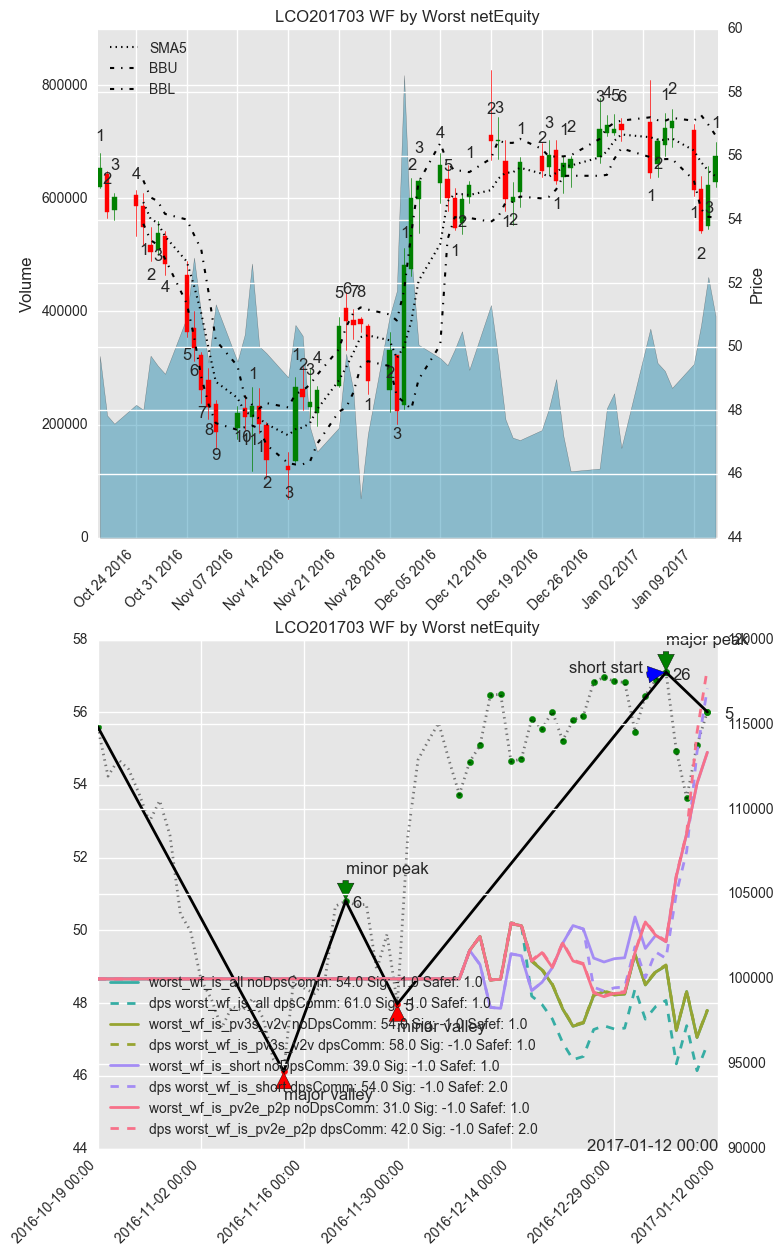 LCO201703 WF by Worst netEquity
SMA5
BBU
BBL
Volume
800000
600000
400000
200000
0
Price
60
58
56
54
52
50
48
46
44
Oct 24 2016
Oct 31 2016
Nov 07 2016
Nov 14 2016
Nov 21 2016
Nov 28 2016
Dec 05 2016
Dec 12 2016
Dec 19 2016
Dec 26 2016
Jan 02 2017
Jan 09 2017
LCO201703 WF by Worst netEquity
58
56
54
52
50
48
46
44
120000
115000
110000
105000
100000
95000
90000
major peak
short start
26
5
minor peak
6
5
minor valley
major valley
worst_wf_is_all noDpsComm: 54.0 Sig: -1.0 Safef: 1.0
dps worst_wf_is_all dpsComm: 61.0 Sig: -1.0 Safef: 1.0
worst_wf_is_pv3s_v2v noDpsComm: 54.0 Sig: -1.0 Safef: 1.0
dps worst_wf_is_pv3s_v2v dpsComm: 58.0 Sig: -1.0 Safef: 1.0
worst_wf_is_short noDpsComm: 39.0 Sig: -1.0 Safef: 1.0
dps worst_wf_is_short dpsComm: 54.0 Sig: -1.0 Safef: 2.0
worst_wf_is_pv2e_p2p noDpsComm: 31.0 Sig: -1.0 Safef: 1.0
dps worst_wf_is_pv2e_p2p dpsComm: 42.0 Sig: -1.0 Safef: 2.0
2017-01-12 00:00
2016-10-19 00:00
2016-11-02 00:00
2016-11-16 00:00
2016-11-30 00:00
2016-12-14 00:00
2016-12-29 00:00
2017-01-12 00:00